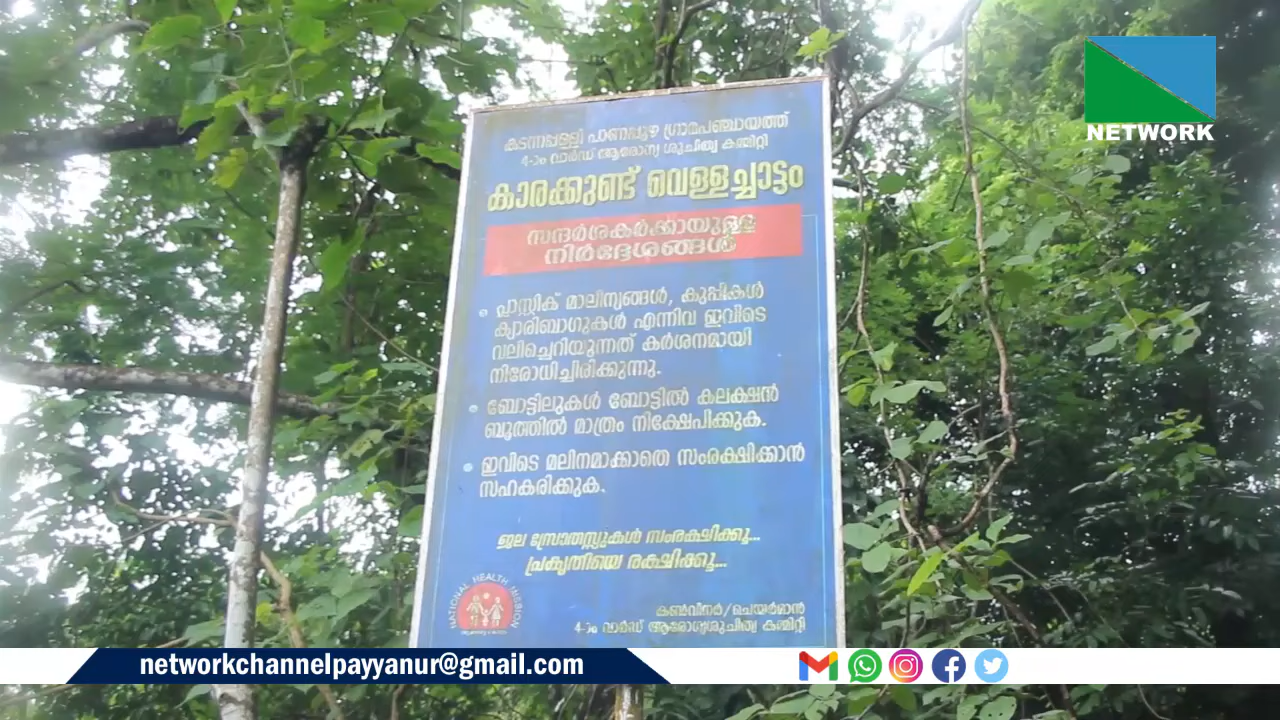 NETWORK
കടന്നപ്പള്ളി പാണപ്പുഴ ഗ്രാമപഞ്ചായത്ത്
4-ാം വാർഡ് ആരോഗ്യ ശുചിത്വ കമ്മിറ്റി
കാരക്കുണ്ട് വെള്ളച്ചാട്ടം
സന്ദർശകർക്കായുള്ള
നിർദ്ദേശങ്ങൾ
പ്ലാസ്റ്റിക് മാലിന്യങ്ങൾ, കുപ്പികൾ
ക്യാരിബാഗുകൾ എന്നിവ ഇവിടെ
വലിച്ചെറിയുന്നത് കർശനമായി
നിരോധിച്ചിരിക്കുന്നു.
ബോട്ടിലുകൾ ബോട്ടിൽ കലക്ഷൻ
ബൂത്തിൽ മാത്രം നിക്ഷേപിക്കുക.
ഇവിടെ മലിനമാക്കാതെ സംരക്ഷിക്കാൻ
സഹകരിക്കുക.
ജല സ്രോതസ്സുകൾ സംരക്ഷിക്കൂ...
പ്രകൃതിയെ രക്ഷിക്കൂ...
NATIONAL HEALTH MISSION
കൺവീനർ/ചെയർമാൻ
4-ാം വാർഡ് ആരോഗ്യശുചിത്വ കമ്മിറ്റി
networkchannelpayyanur@gmail.com